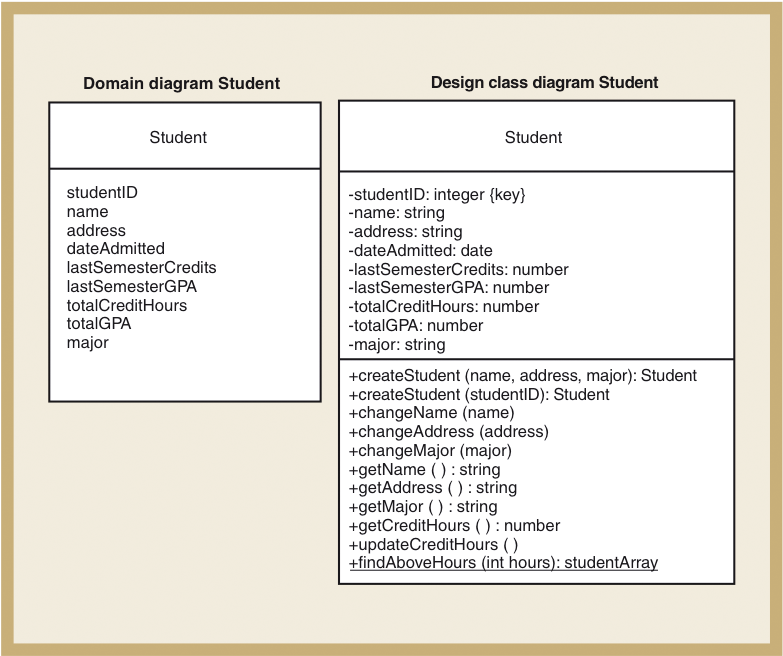 Domain diagram Student
Student
studentID
name
address
dateAdmitted
lastSemesterCredits
lastSemesterGPA
totalCreditHours
totalGPA
major
Design class diagram Student
Student
-studentID: integer {key}
-name: string
-address: string
-dateAdmitted: date
-lastSemesterCredits: number
-lastSemesterGPA: number
-totalCreditHours: number
-totalGPA: number
-major: string
+createStudent (name, address, major): Student
+createStudent (studentID): Student
+changeName (name)
+changeAddress (address)
+changeMajor (major)
+getName ( ) : string
+getAddress ( ) : string
+getMajor ( ) : string
+getCreditHours ( ) : number
+updateCreditHours ( )
+findAboveHours (int hours): studentArray